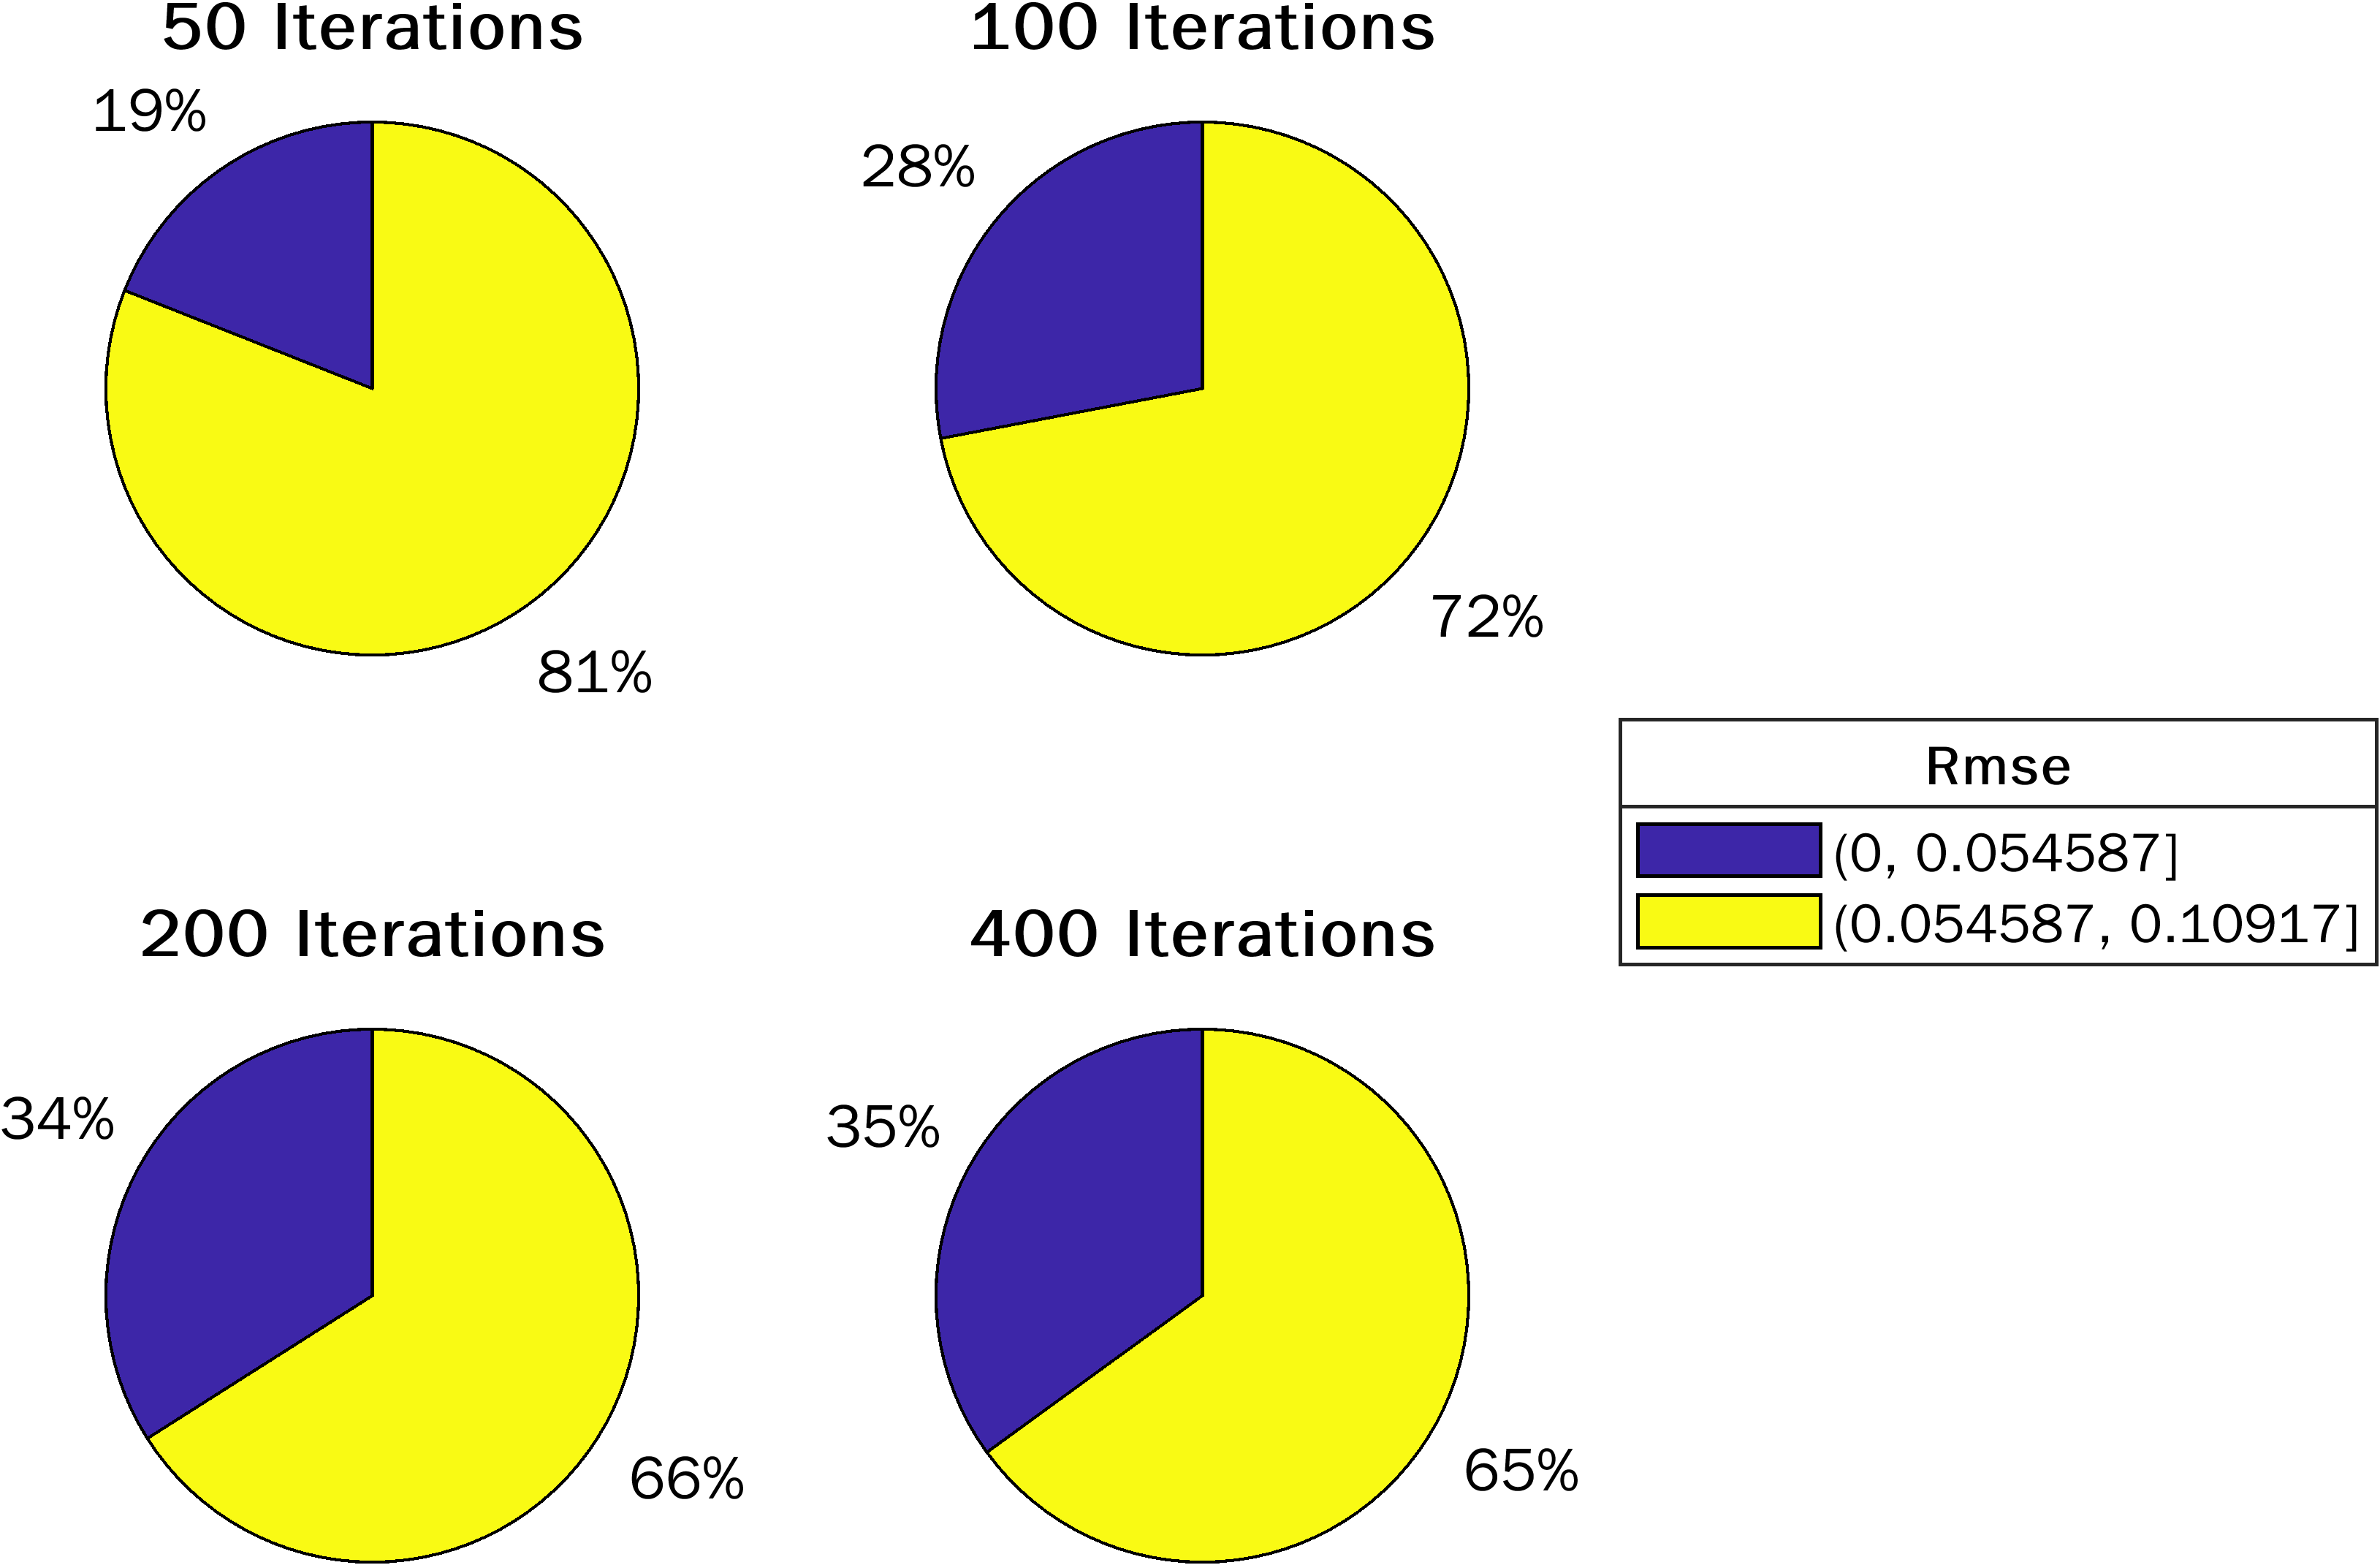 50 Iterations
19%
81%
100 Iterations
28%
72%
Rmse
(0, 0.054587]
(0.054587, 0.10917]
200 Iterations
34%
66%
400 Iterations
35%
65%